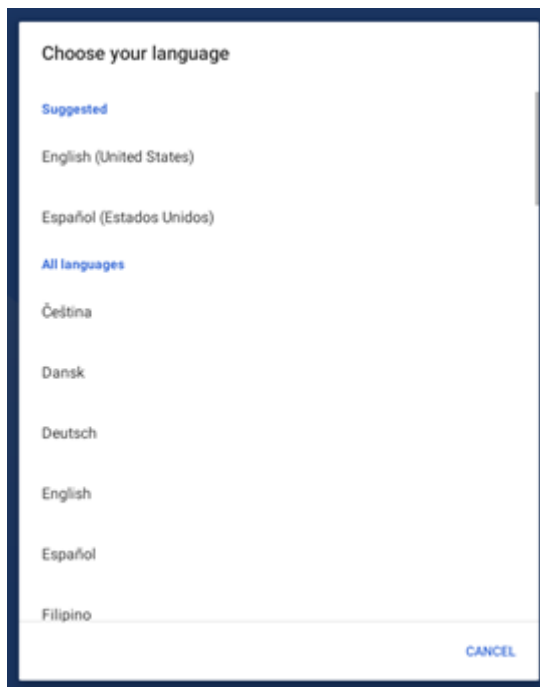 Choose your language
Suggested
English (United States)
Español (Estados Unidos)
All languages
Čeština
Dansk
Deutsch
English
Español
Filipino
CANCEL